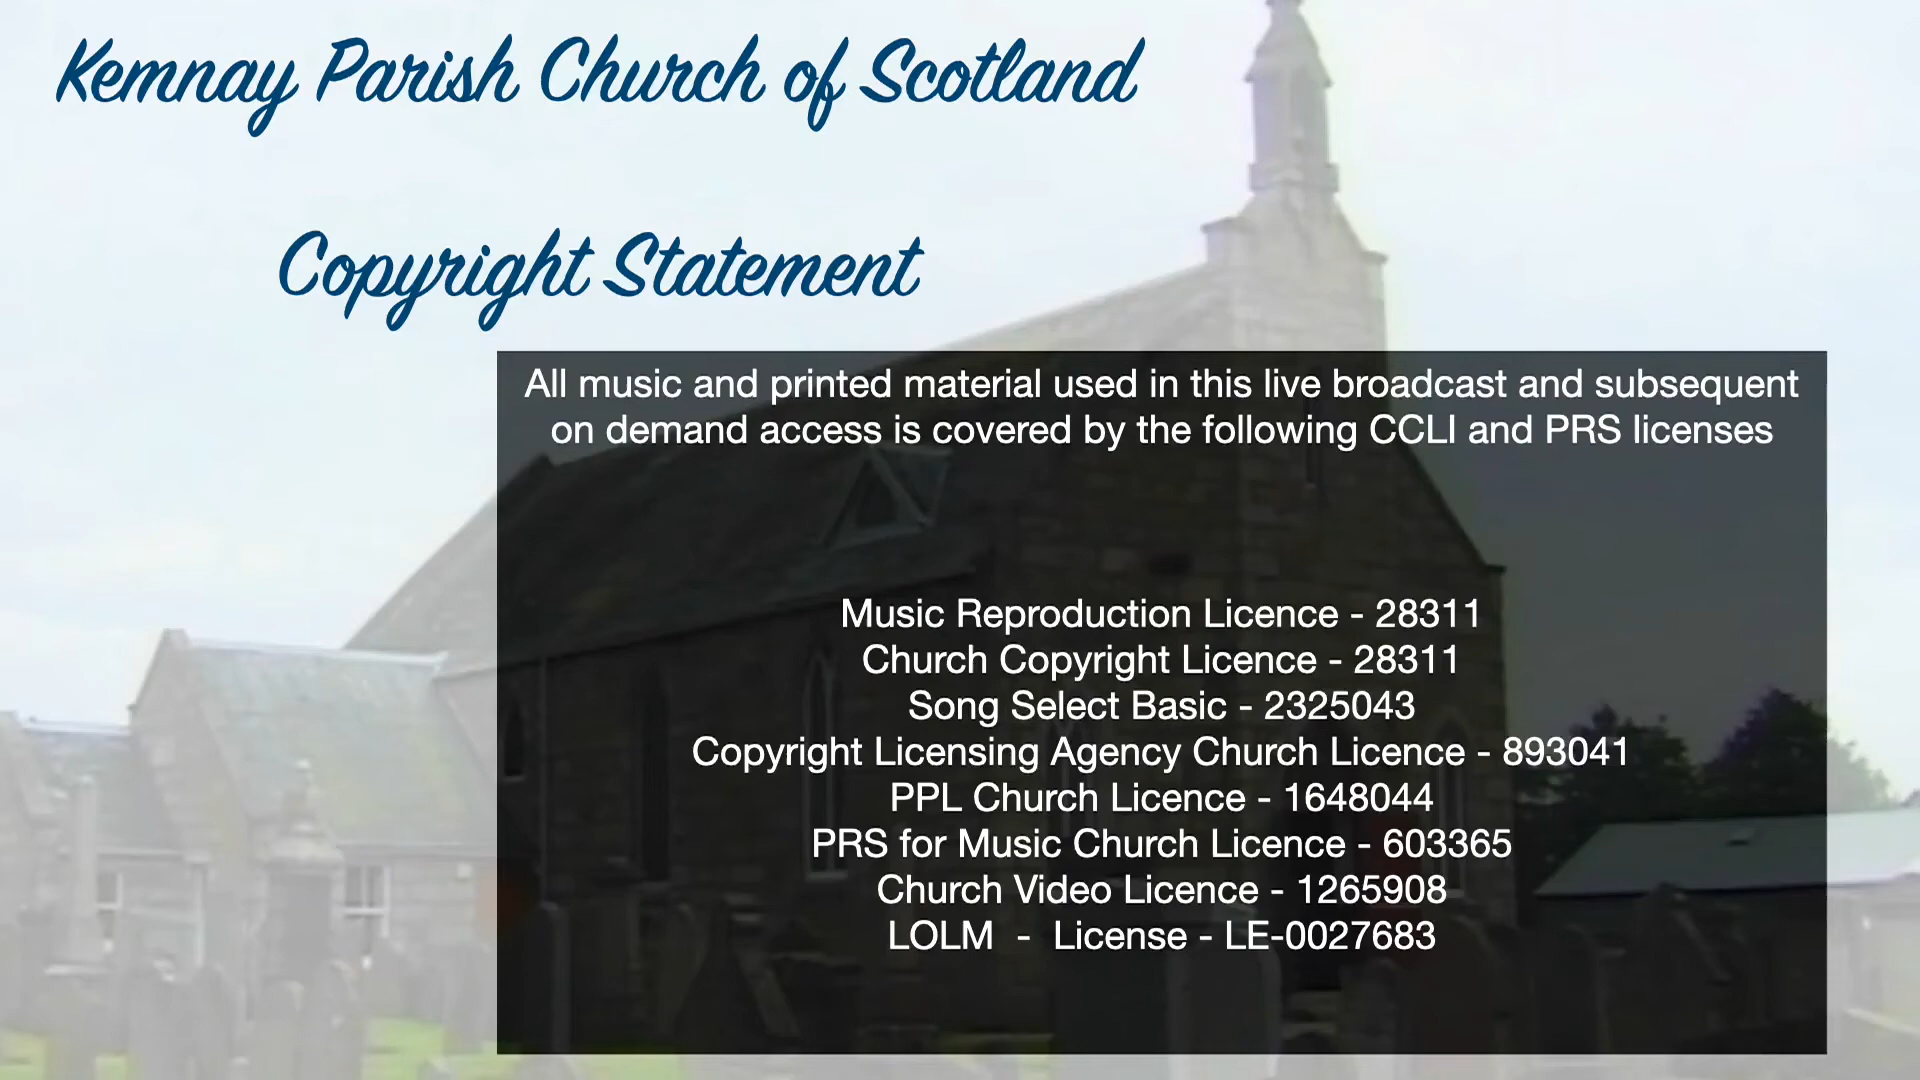 Kemnay Parish Church of Scotland
Copyright Statement
All music and printed material used in this live broadcast and subsequent
on demand access is covered by the following CCLI and PRS licenses
Music Reproduction Licence - 28311
Church Copyright Licence - 28311
Song Select Basic - 2325043
Copyright Licensing Agency Church Licence - 893041
PPL Church Licence - 1648044
PRS for Music Church Licence - 603365
Church Video Licence - 1265908
LOLM  -  License - LE-0027683